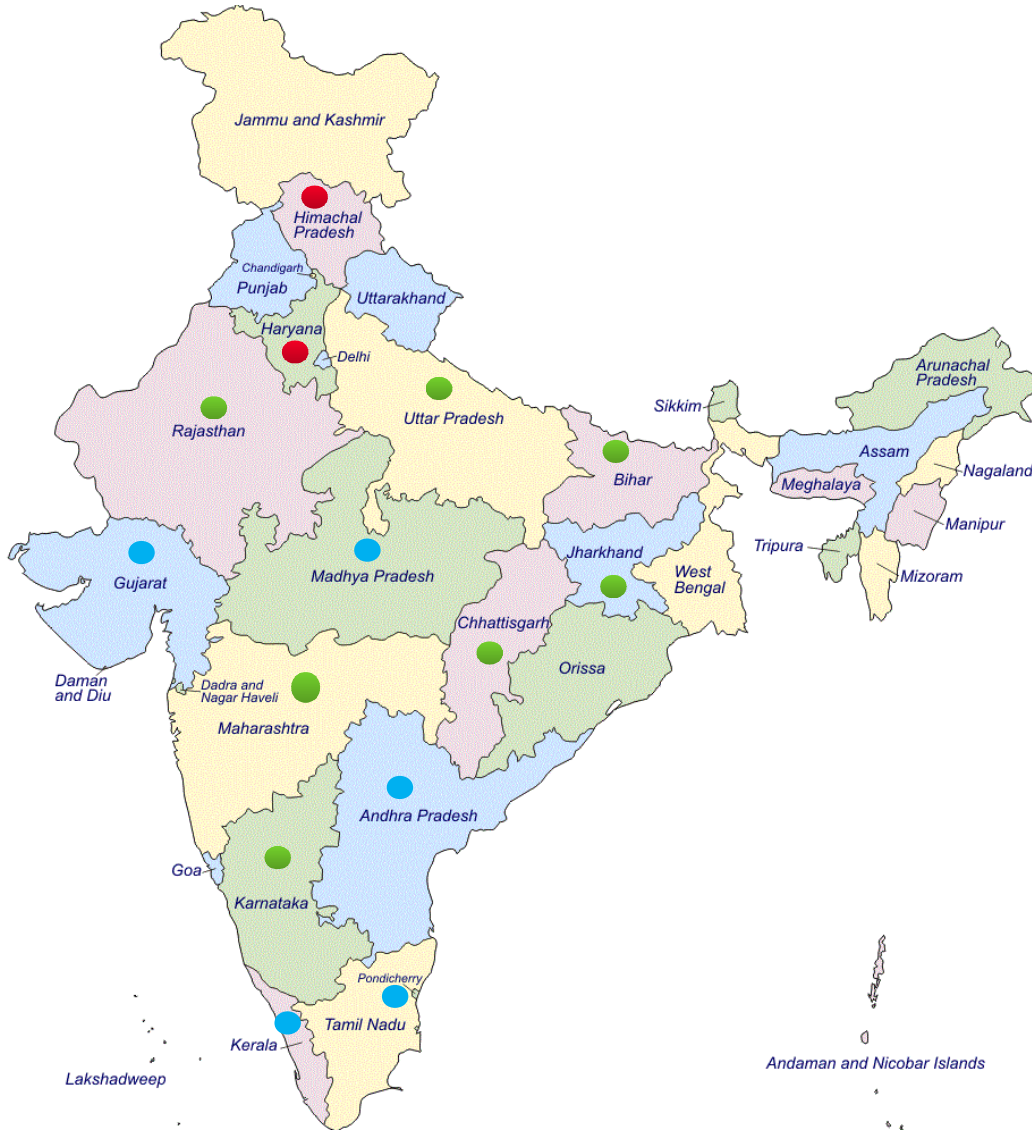 Jammu and Kashmir
Himachal
Pradesh
Chandigarh
Punjab
Uttarakhand
Haryana
Delhi
Rajasthan
Uttar Pradesh
Sikkim
Arunachal
Pradesh
Assam
Nagaland
Bihar
Meghalaya
Manipur
Tripura
Mizoram
Gujarat
Madhya Pradesh
Jharkhand
West
Bengal
Chhattisgarh
Orissa
Daman
and Diu
Dadra and
Nagar Haveli
Maharashtra
Andhra Pradesh
Goa
Karnataka
Pondicherry
Tamil Nadu
Kerala
Lakshadweep
Andaman and Nicobar Islands